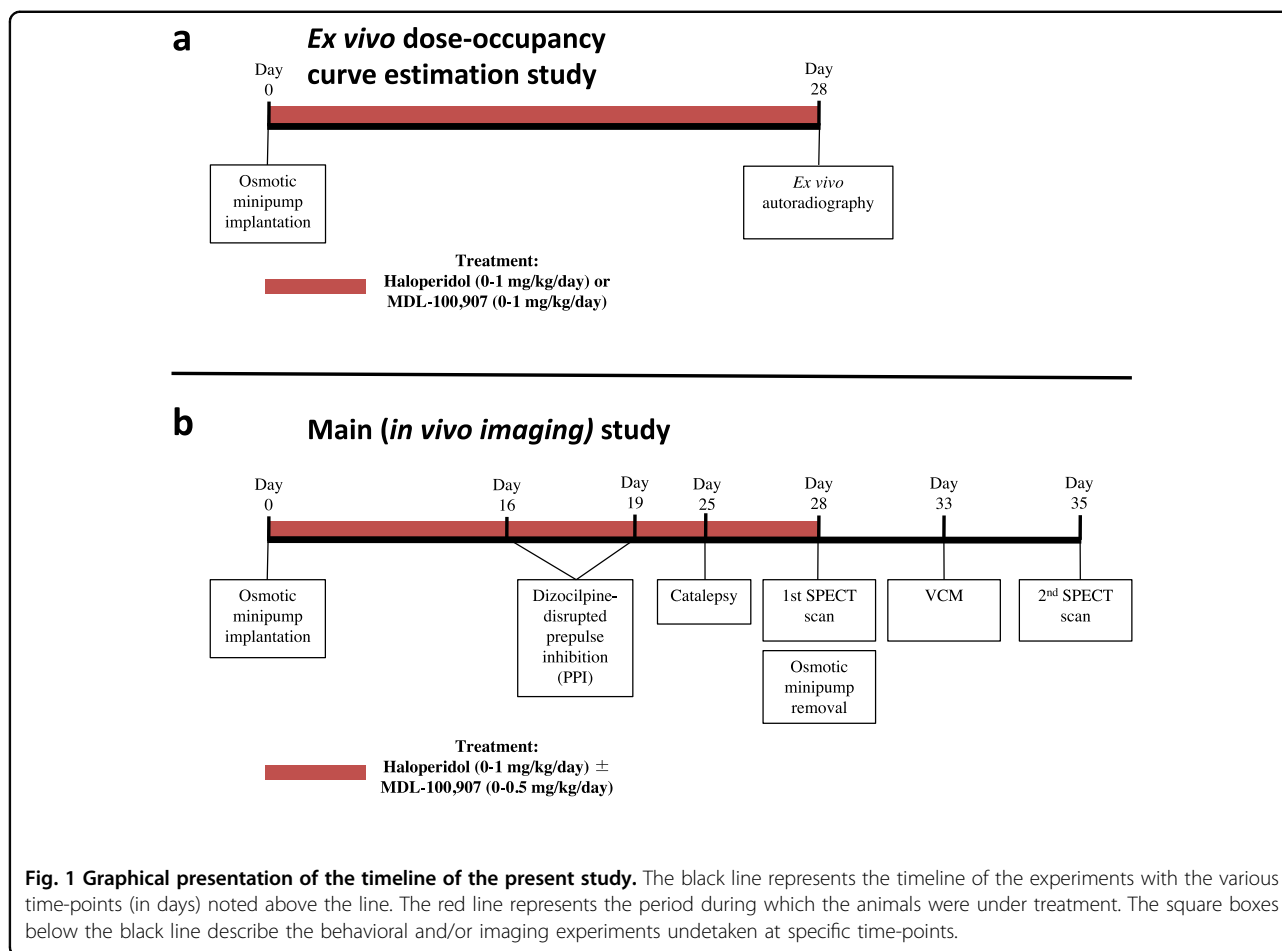 a
Ex vivo dose-occupancy
curve estimation study
Day
0
Day
28
Osmotic
minipump
implantation
Ex vivo
autoradiography
Treatment:
Haloperidol (0-1 mg/kg/day) or
MDL-100,907 (0-1 mg/kg/day)
b
Main (in vivo imaging) study
Day
0
Day
16
Day
19
Day
25
Day
28
Day
33
Day
35
Osmotic
minipump
implantation
Dizocilpine-
disrupted
prepulse
inhibition
(PPI)
Catalepsy
1st SPECT
scan
Osmotic
minipump
removal
VCM
2nd SPECT
scan
Treatment:
Haloperidol (0-1 mg/kg/day) ±
MDL-100,907 (0-0.5 mg/kg/day)
Fig. 1 Graphical presentation of the timeline of the present study. The black line represents the timeline of the experiments with the various
time-points (in days) noted above the line. The red line represents the period during which the animals were under treatment. The square boxes
below the black line describe the behavioral and/or imaging experiments undetaken at specific time-points.